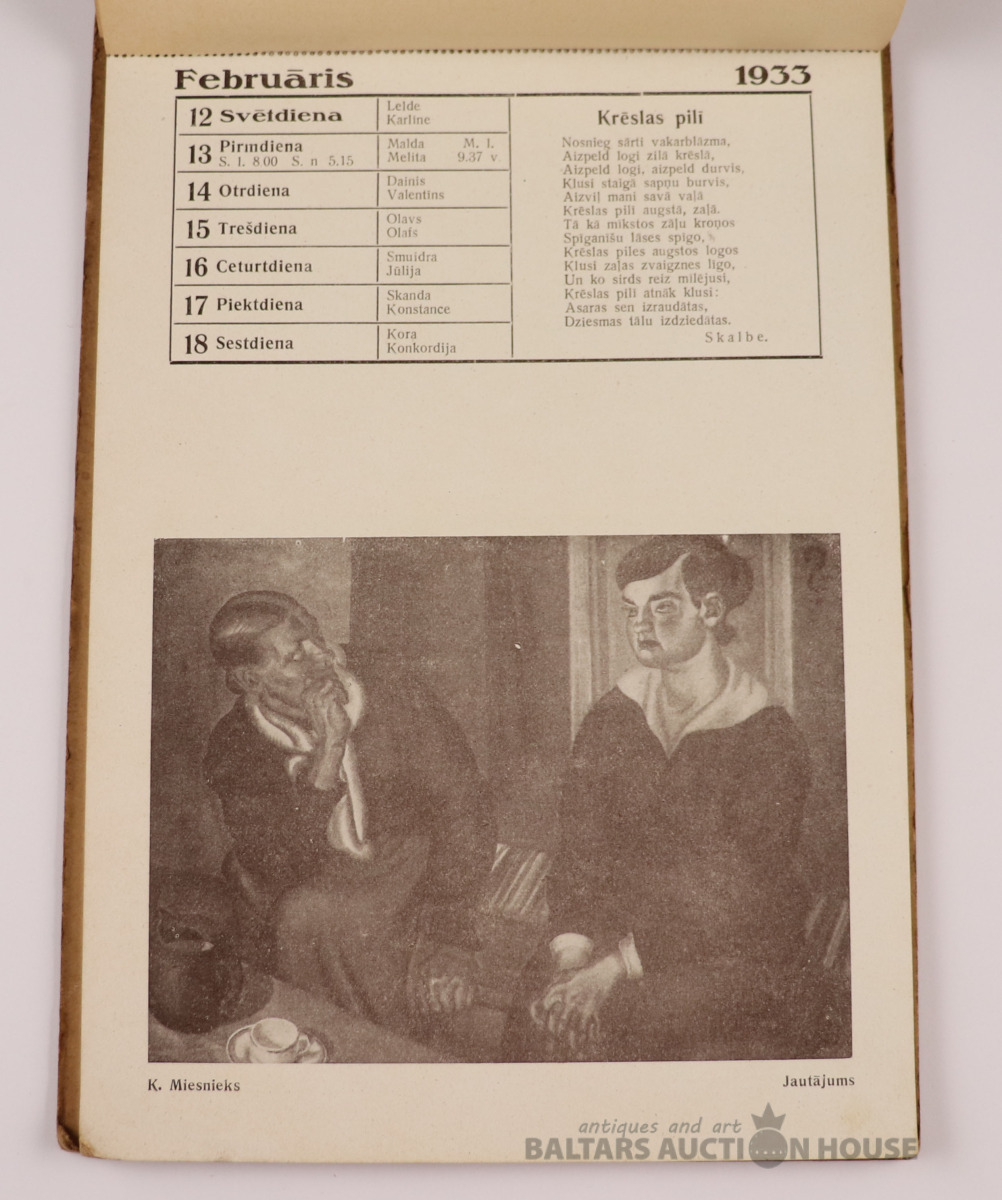 Februāris 1933
12 Svētdiena Lelde
Karlīne
13 Pirmdiena Malda M. l.
S. l. 8 00 S. n 5.15 Melita 9.37 v.
14 Otrdiena Dainis
Valentīns
15 Trešdiena Olavs
Olafs
16 Ceturtdiena Smuidra
Jūlija
17 Piektdiena Skanda
Konstance
18 Sestdiena Kora
Konkordija
Krēslas pilī
Nosnieg sārti vakarblāzma,
Aizpeld logi zilā krēslā,
Aizpeld logi, aizpeld durvis,
Klusi staigā sapņu burvis,
Aizviļ mani savā vaļā
Krēslas pilī augstā, zaļā.
Tā kā mīkstos zāļu kroņos
Spīganīšu lāses spīgo,
Krēslas piles augstos logos
Klusi zaļas zvaigznes līgo,
Un ko sirds reiz mīlējusi,
Krēslas pilī atnāk klusi:
Asaras sen izraudātas,
Dziesmas tālu izdziedātas.
Skalbe.
K. Miesnieks Jautājums
antiques and art
BALTARS AUCTION HOUSE